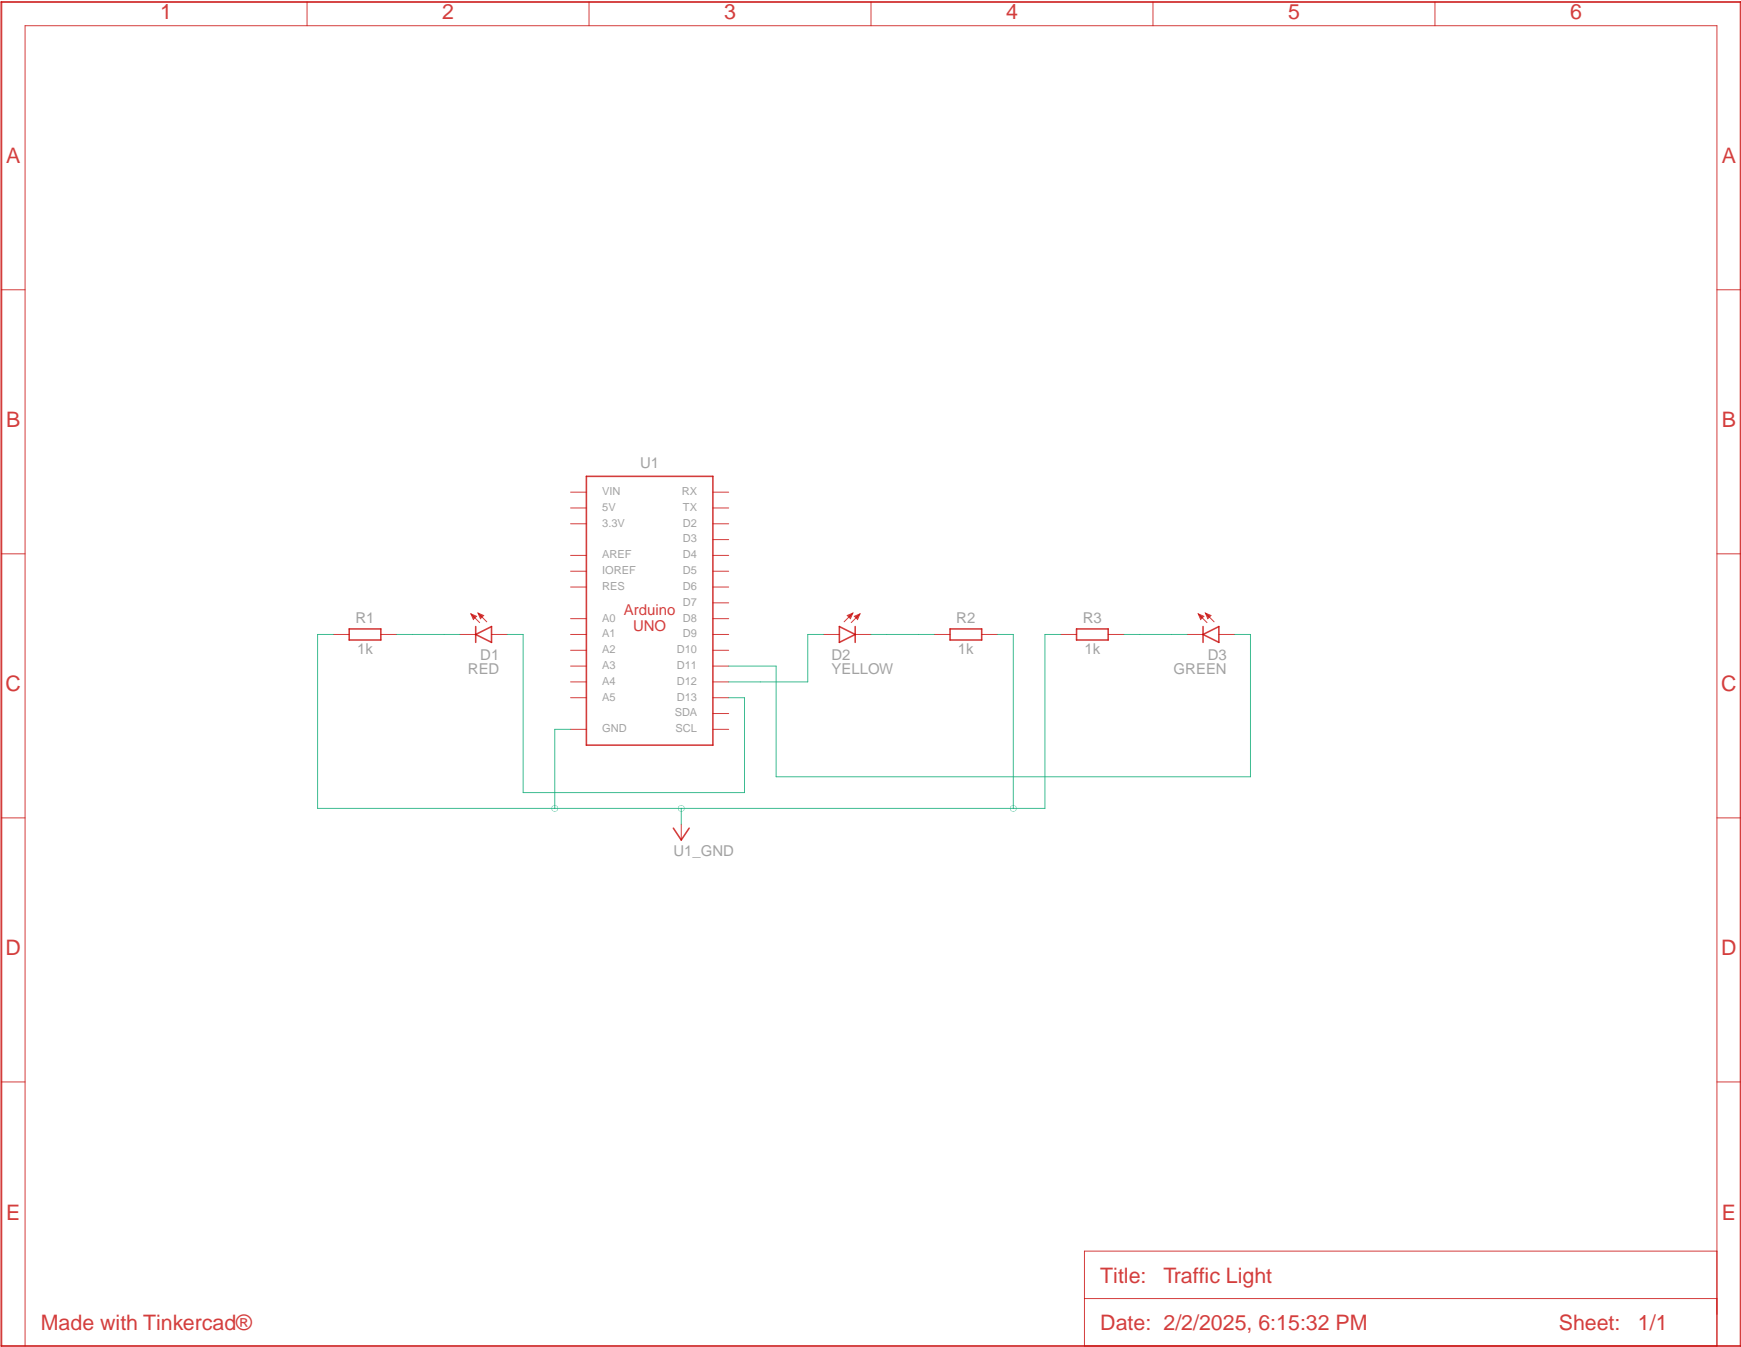 1 2 3 4 5 6
A A
B B
U1
VIN RX
5V TX
3.3V D2
D3
AREF D4
IOREF D5
RES D6
D7
Arduino
UNO
A0 D8
A1 D9
A2 D10
A3 D11
A4 D12
A5 D13
SDA
GND SCL
R1
1k
D1
RED
D2
YELLOW
R2
1k
R3
1k
D3
GREEN
C C
U1_GND
D D
E E
Title: Traffic Light
Made with Tinkercad®
Date: 2/2/2025, 6:15:32 PM Sheet: 1/1